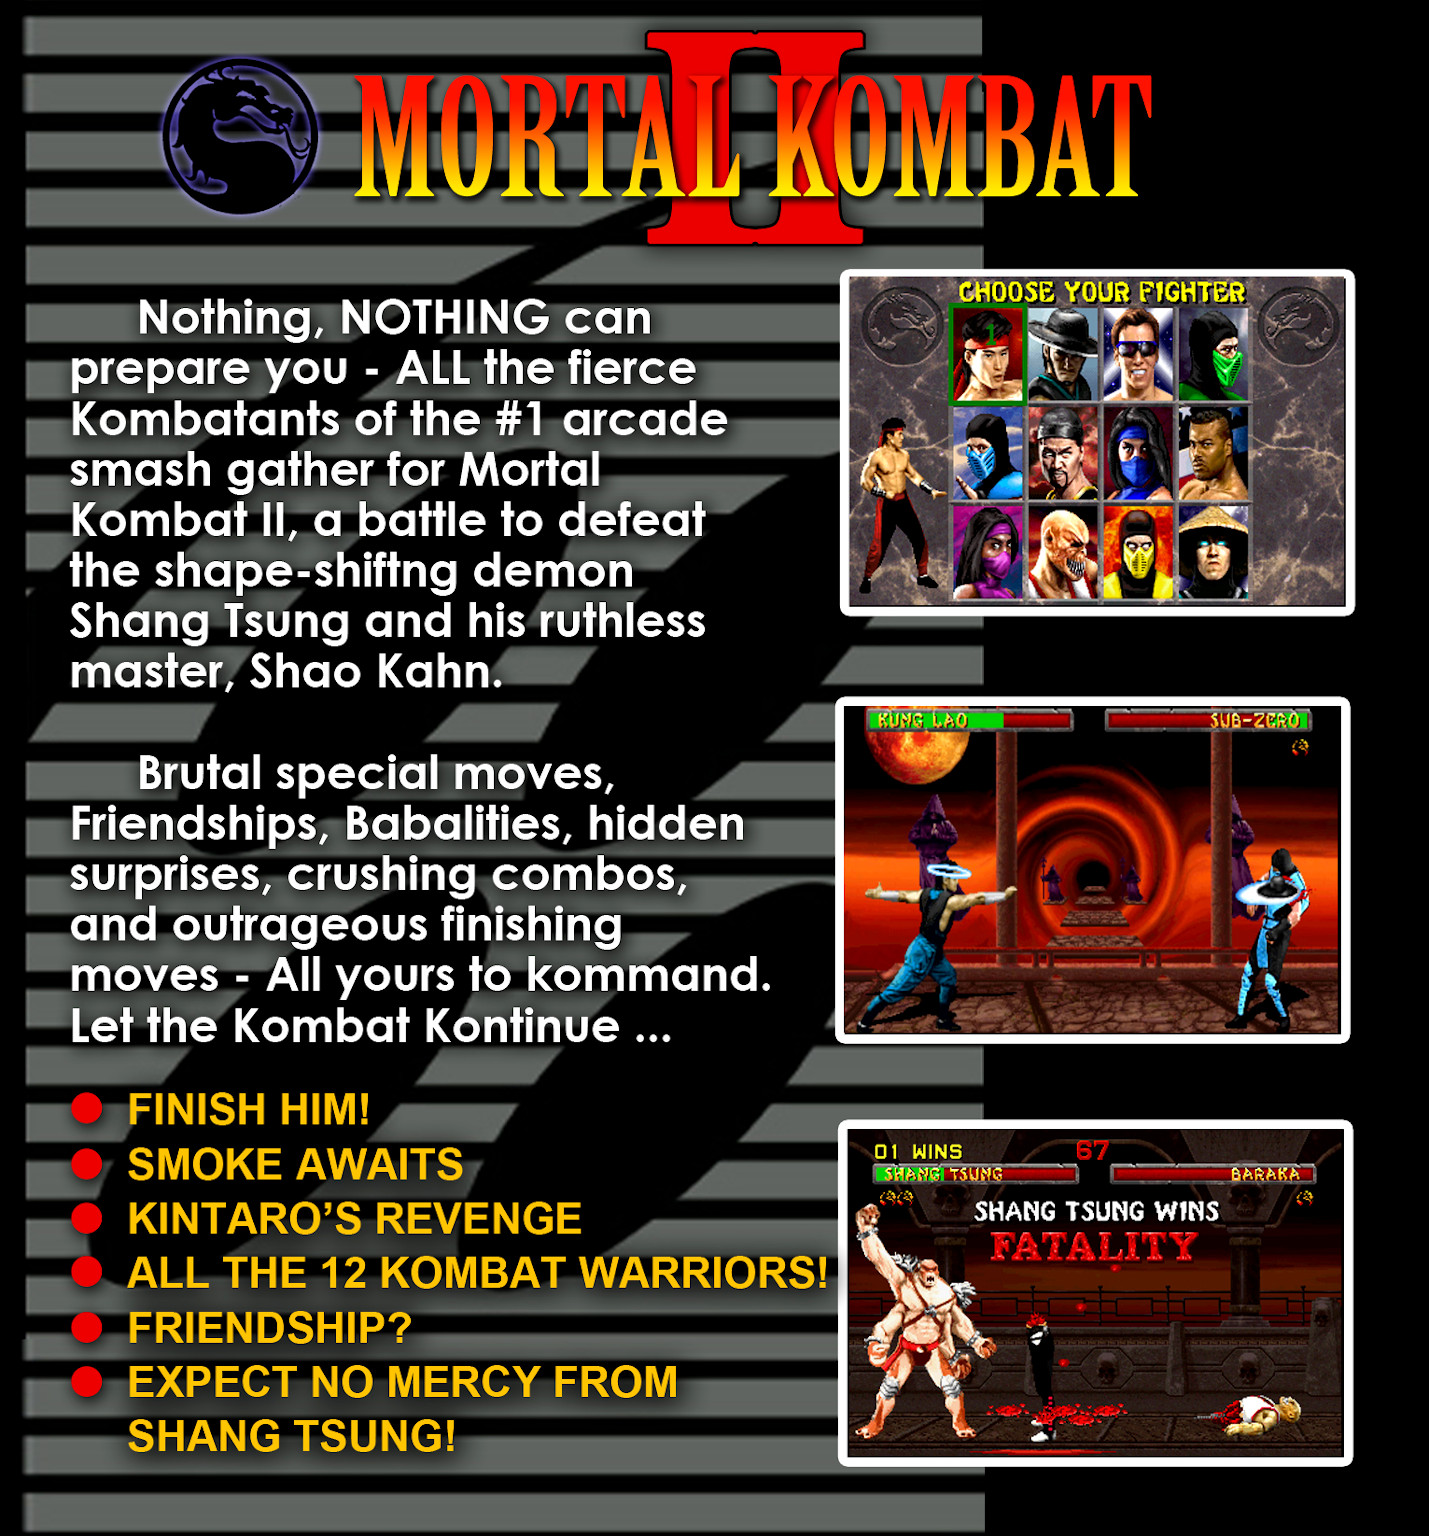 MORTAL KOMBAT
II
Nothing, NOTHING can
prepare you - ALL the fierce
Kombatants of the #1 arcade
smash gather for Mortal
Kombat II, a battle to defeat
the shape-shiftng demon
Shang Tsung and his ruthless
master, Shao Kahn.
Brutal special moves,
Friendships, Babalities, hidden
surprises, crushing combos,
and outrageous finishing
moves - All yours to kommand.
Let the Kombat Kontinue ...
FINISH HIM!
SMOKE AWAITS
KINTARO’S REVENGE
ALL THE 12 KOMBAT WARRIORS!
FRIENDSHIP?
EXPECT NO MERCY FROM
SHANG TSUNG!
CHOOSE YOUR FIGHTER
1
KUNG LAO
SUB-ZERO
01 WINS
67
SHANG TSUNG
BARAKA
SHANG TSUNG WINS
FATALITY